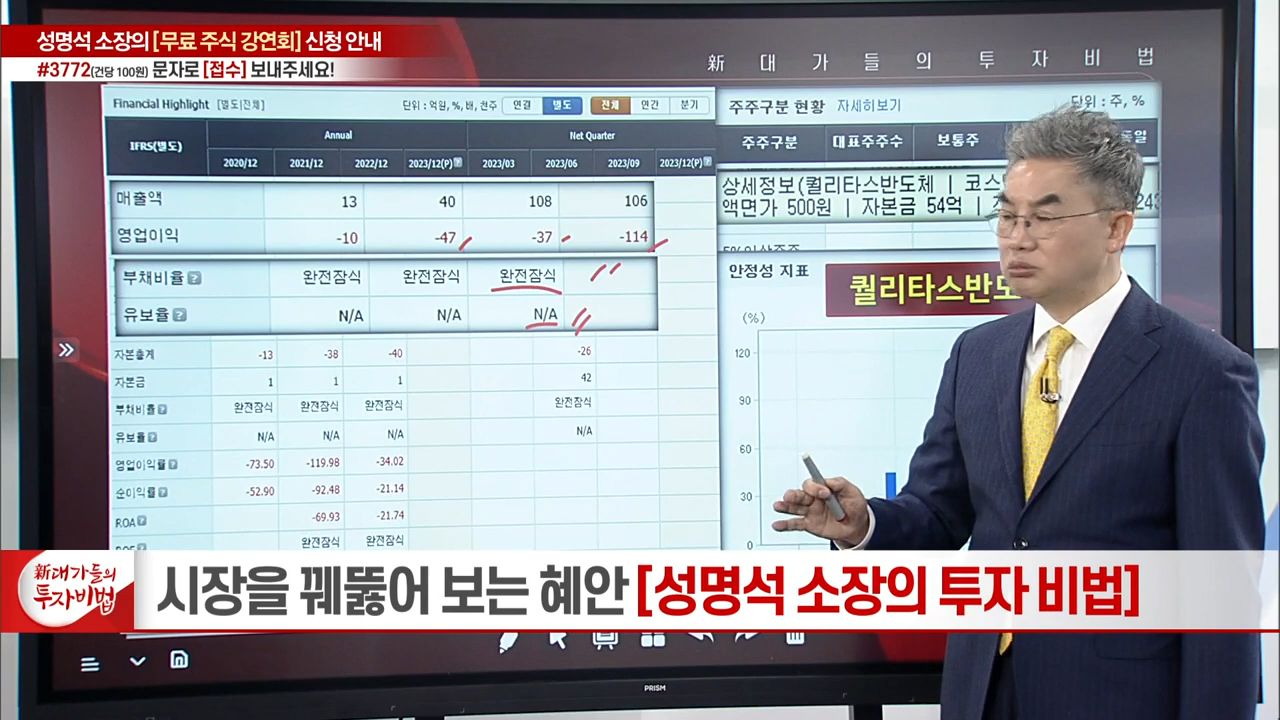 성명석 소장의 [무료 주식 강연회] 신청 안내
#3772(건당 100원) 문자로 [접수] 보내주세요!
新 대 가 들 의 투 자 비 법
Financial Highlight [별도|전체]
단위 : 억원, %, 배, 천주 연결 별도 전체 연간 분기
IFRS(별도) Annual Net Quarter
2020/12 2021/12 2022/12 2023/12(P) 2023/03 2023/06 2023/09 2023/12(P)
매출액 13 40 108 106
영업이익 -10 -47 -37 -114
부채비율 완전잠식 완전잠식 완전잠식
유보율 N/A N/A N/A
자본총계 -13 -38 -40 -26
자본금 1 1 1 42
부채비율 완전잠식 완전잠식 완전잠식 완전잠식
유보율 N/A N/A N/A N/A
영업이익률 -73.50 -119.98 -34.02
순이익률 -52.90 -92.48 -21.14
ROA -69.93 -21.74
완전잠식 완전잠식
주주구분 현황 자세히보기
단위 : 주, %
주주구분 대표주주수 보통주
상세정보(퀄리타스반도체 | 코스
액면가 500원 | 자본금 54억 |
243
5%이상주주
안정성 지표
퀄리타스반도
(%)
120
90
60
30
0
新대가들의
투자비법
시장을 꿰뚫어 보는 혜안 [성명석 소장의 투자 비법]
PRISM